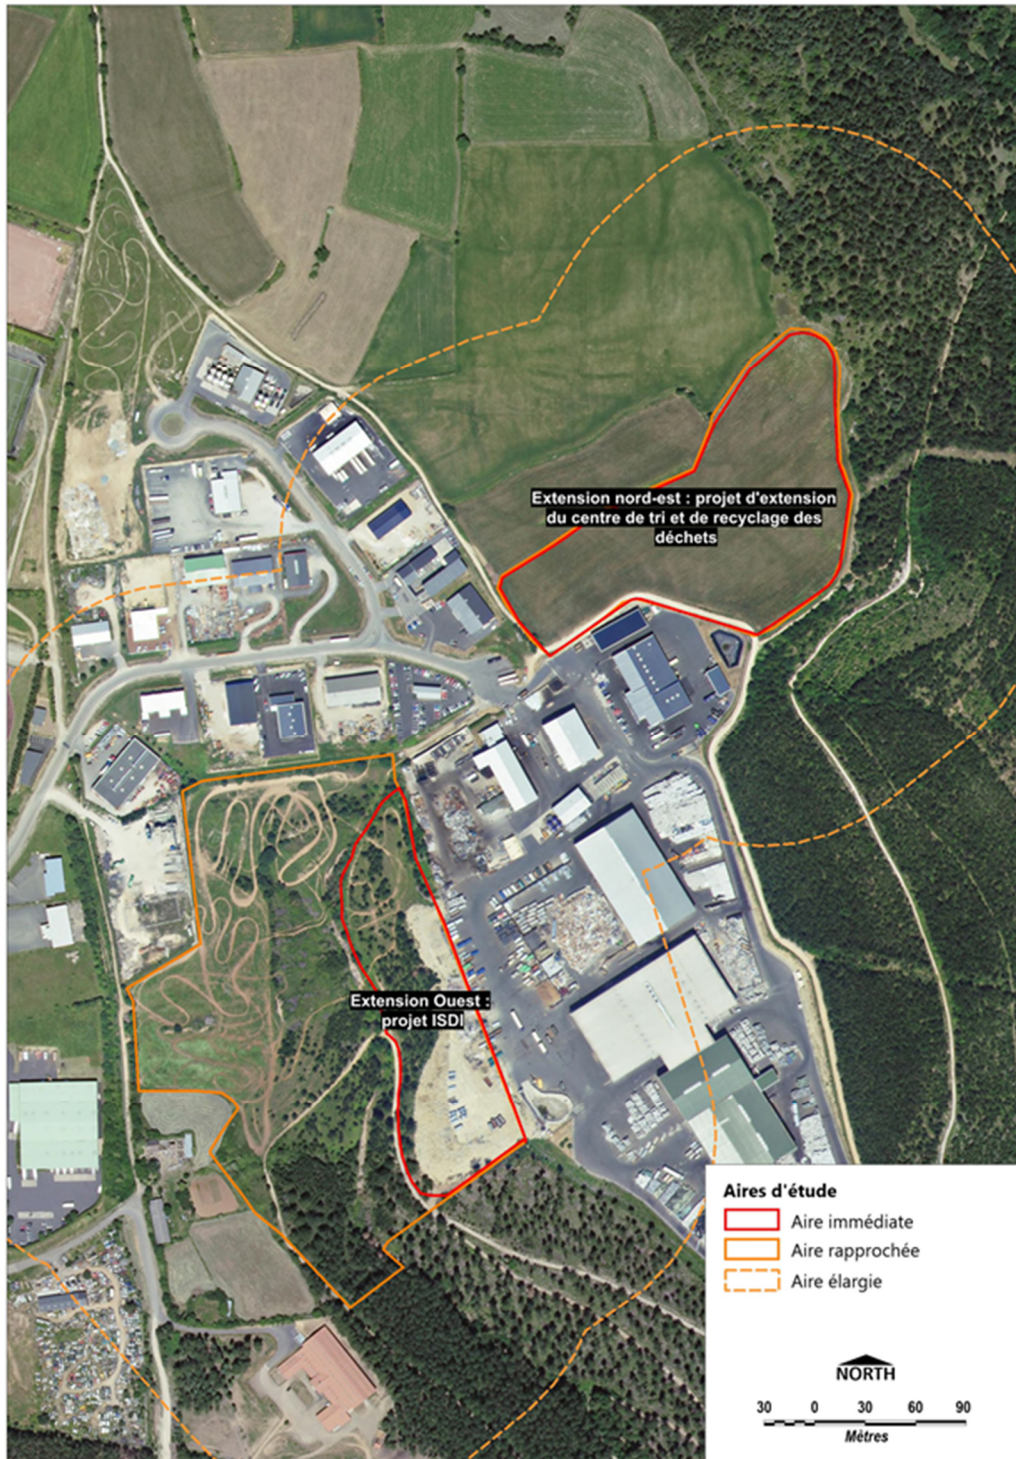 Extension nord-est : projet d'extension
du centre de tri et de recyclage des
déchets
Extension Ouest :
projet ISDI
Aires d'étude
Aire immédiate
Aire rapprochée
Aire élargie
NORTH
30 0 30 60 90
Mètres